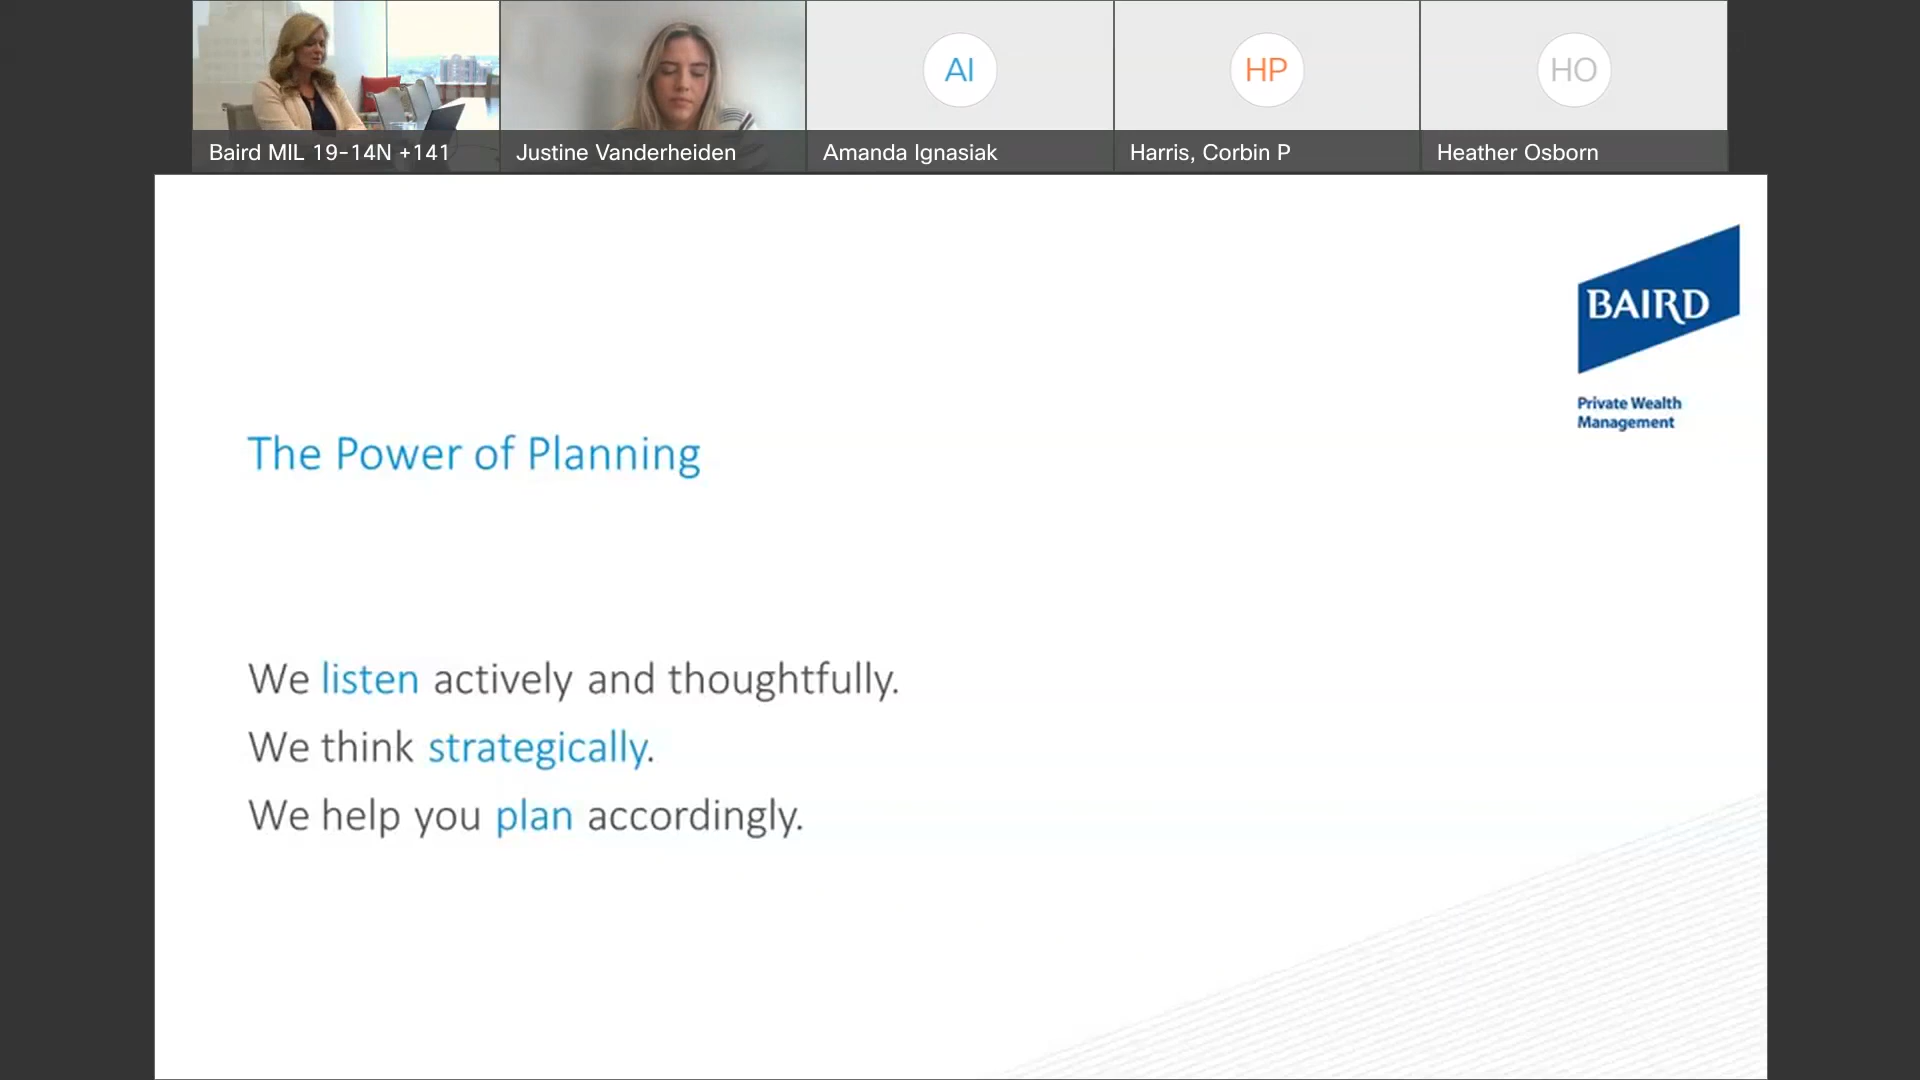 AI
HP
HO
Baird MIL 19-14N +141
Justine Vanderheiden
Amanda Ignasiak
Harris, Corbin P
Heather Osborn
BAIRD
Private Wealth
Management
The Power of Planning
We listen actively and thoughtfully.
We think strategically.
We help you plan accordingly.